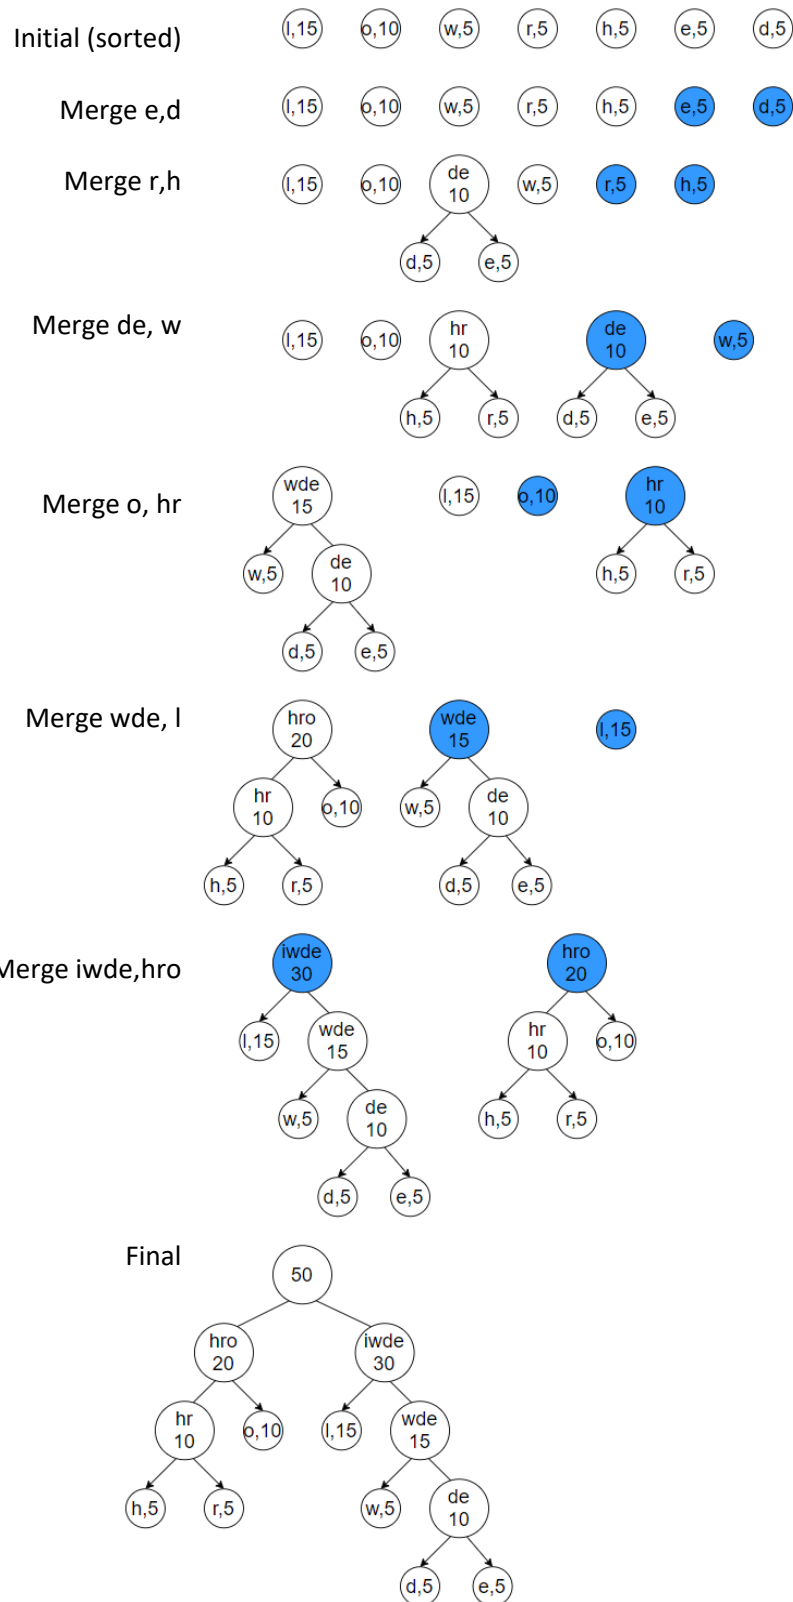 Initial (sorted) l,15 o,10 w,5 r,5 h,5 e,5 d,5
Merge e,d l,15 o,10 w,5 r,5 h,5 e,5 d,5
Merge r,h l,15 o,10 de w,5 r,5 h,5
10
d,5 e,5
Merge de, w l,15 o,10 hr de w,5
10 10
h,5 r,5 d,5 e,5
Merge o, hr wde l,15 o,10 hr
15 10
w,5 de h,5 r,5
10
d,5 e,5
Merge wde, l hro wde l,15
20 15
hr o,10 w,5 de
10 10
h,5 r,5 d,5 e,5
Merge iwde,hro iwde hro
30 20
l,15 wde hr o,10
15 10
w,5 de h,5 r,5
10
d,5 e,5
Final
50
hro iwde
20 30
hr o,10 l,15 wde
10 15
h,5 r,5 w,5 de
10
d,5 e,5